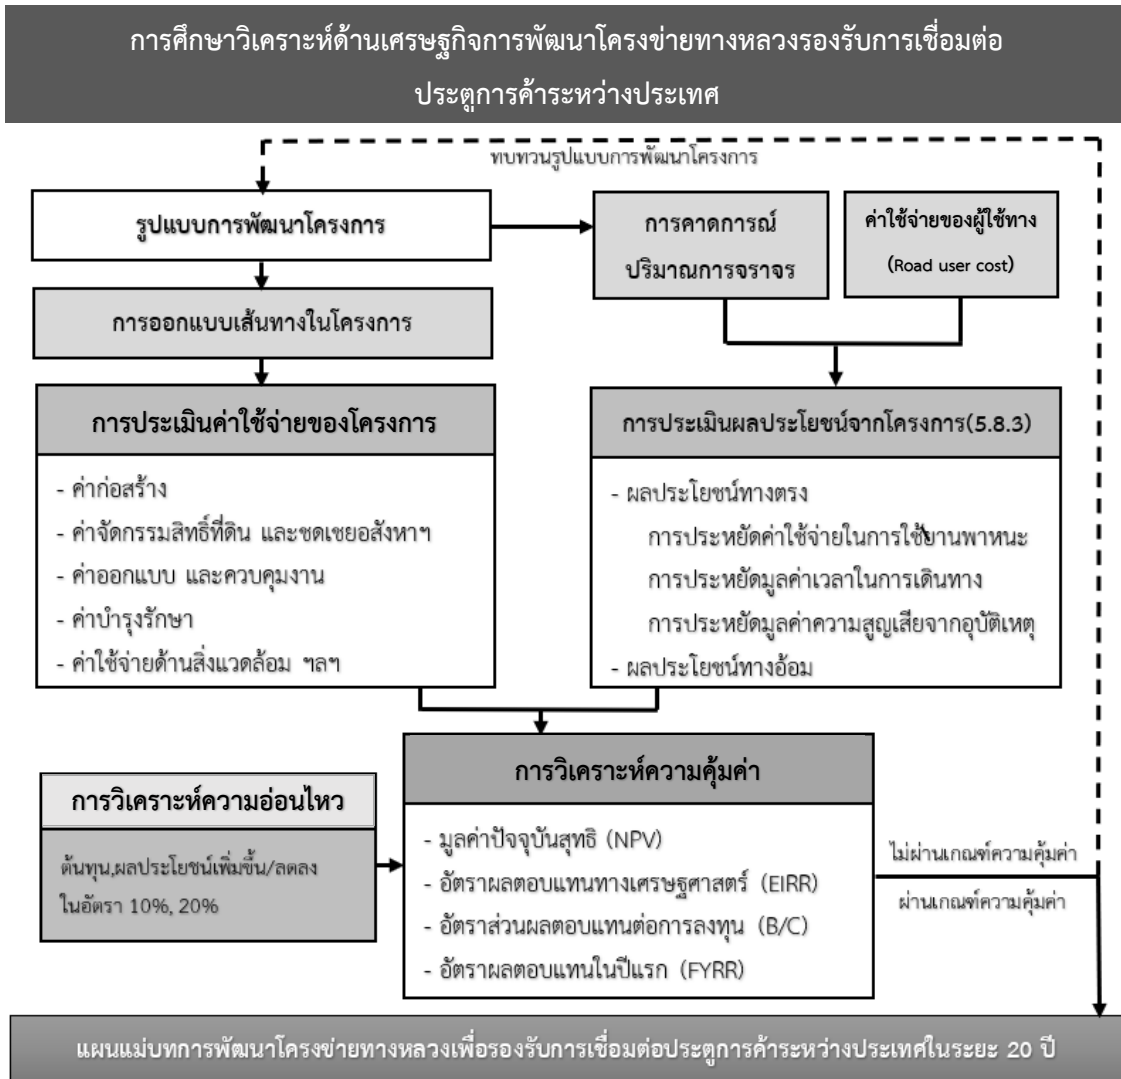 การศึกษาวิเคราะห์ด้านเศรษฐกิจการพัฒนาโครงข่ายทางหลวงรองรับการเชื่อมต่อ
ประตูการค้าระหว่างประเทศ
ทบทวนรูปแบบการพัฒนาโครงการ
รูปแบบการพัฒนาโครงการ
การคาดการณ์
ปริมาณการจราจร
ค่าใช้จ่ายของผู้ใช้ทาง
(Road user cost)
การออกแบบเส้นทางในโครงการ
การประเมินค่าใช้จ่ายของโครงการ
- ค่าก่อสร้าง
- ค่าจัดกรรมสิทธิ์ที่ดิน และชดเชยอสังหาฯ
- ค่าออกแบบ และควบคุมงาน
- ค่าบำรุงรักษา
- ค่าใช้จ่ายด้านสิ่งแวดล้อม ฯลฯ
การประเมินผลประโยชน์จากโครงการ(5.8.3)
- ผลประโยชน์ทางตรง
การประหยัดค่าใช้จ่ายในการใช้ยานพาหนะ
การประหยัดมูลค่าเวลาในการเดินทาง
การประหยัดมูลค่าความสูญเสียจากอุบัติเหตุ
- ผลประโยชน์ทางอ้อม
การวิเคราะห์ความอ่อนไหว
ต้นทุน,ผลประโยชน์เพิ่มขึ้น/ลดลง
ในอัตรา 10%, 20%
การวิเคราะห์ความคุ้มค่า
- มูลค่าปัจจุบันสุทธิ (NPV)
- อัตราผลตอบแทนทางเศรษฐศาสตร์ (EIRR)
- อัตราส่วนผลตอบแทนต่อการลงทุน (B/C)
- อัตราผลตอบแทนในปีแรก (FYRR)
ไม่ผ่านเกณฑ์ความคุ้มค่า
ผ่านเกณฑ์ความคุ้มค่า
แผนแม่บทการพัฒนาโครงข่ายทางหลวงเพื่อรองรับการเชื่อมต่อประตูการค้าระหว่างประเทศในระยะ 20 ปี